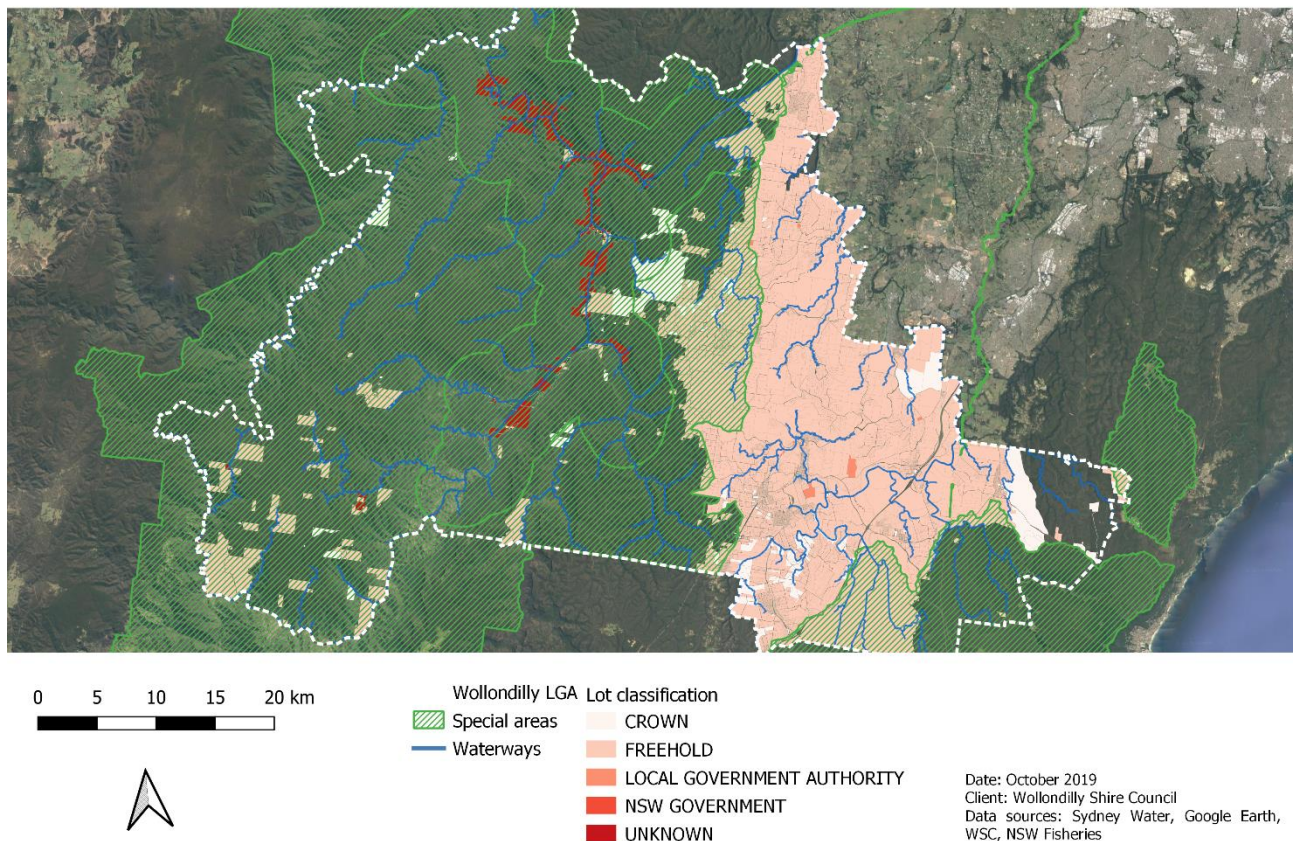 0 5 10 15 20 km
Wollondilly LGA
Special areas
Waterways
Lot classification
CROWN
FREEHOLD
LOCAL GOVERNMENT AUTHORITY
NSW GOVERNMENT
UNKNOWN
Date: October 2019
Client: Wollondilly Shire Council
Data sources: Sydney Water, Google Earth,
WSC, NSW Fisheries